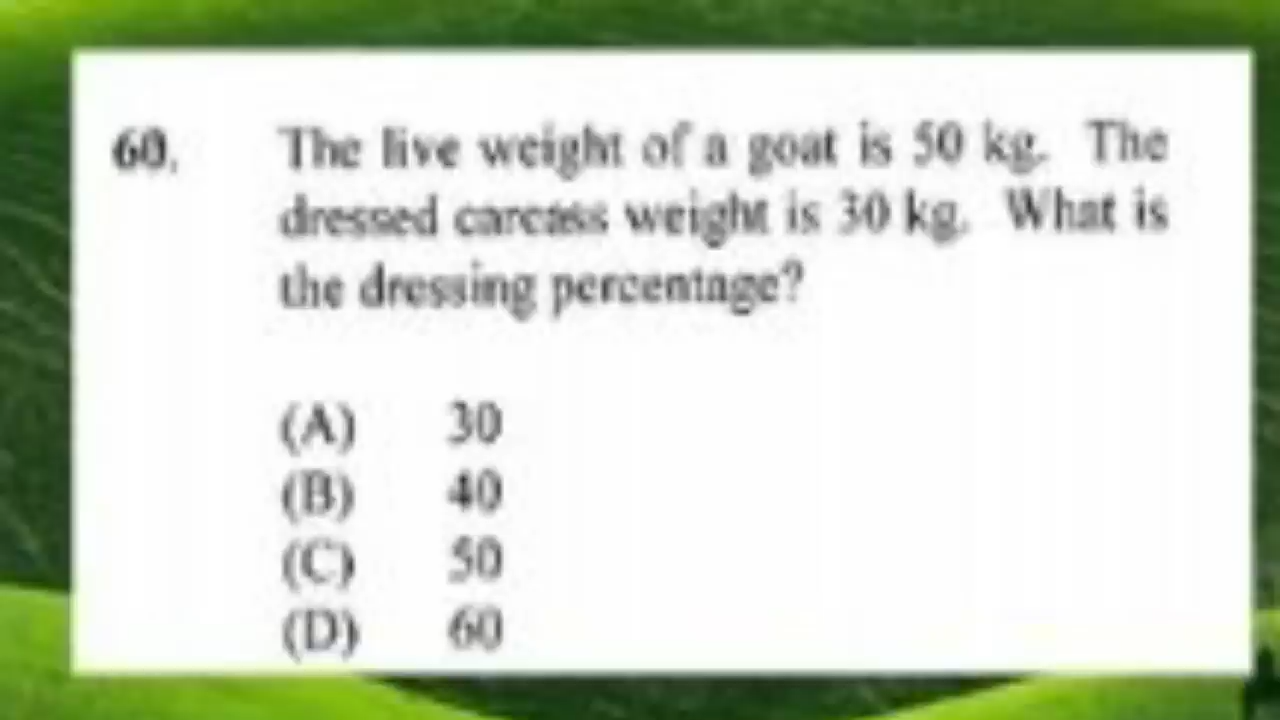 60. The live weight of a goat is 50 kg. The
dressed carcass weight is 30 kg. What is
the dressing percentage?
(A) 30
(B) 40
(C) 50
(D) 60